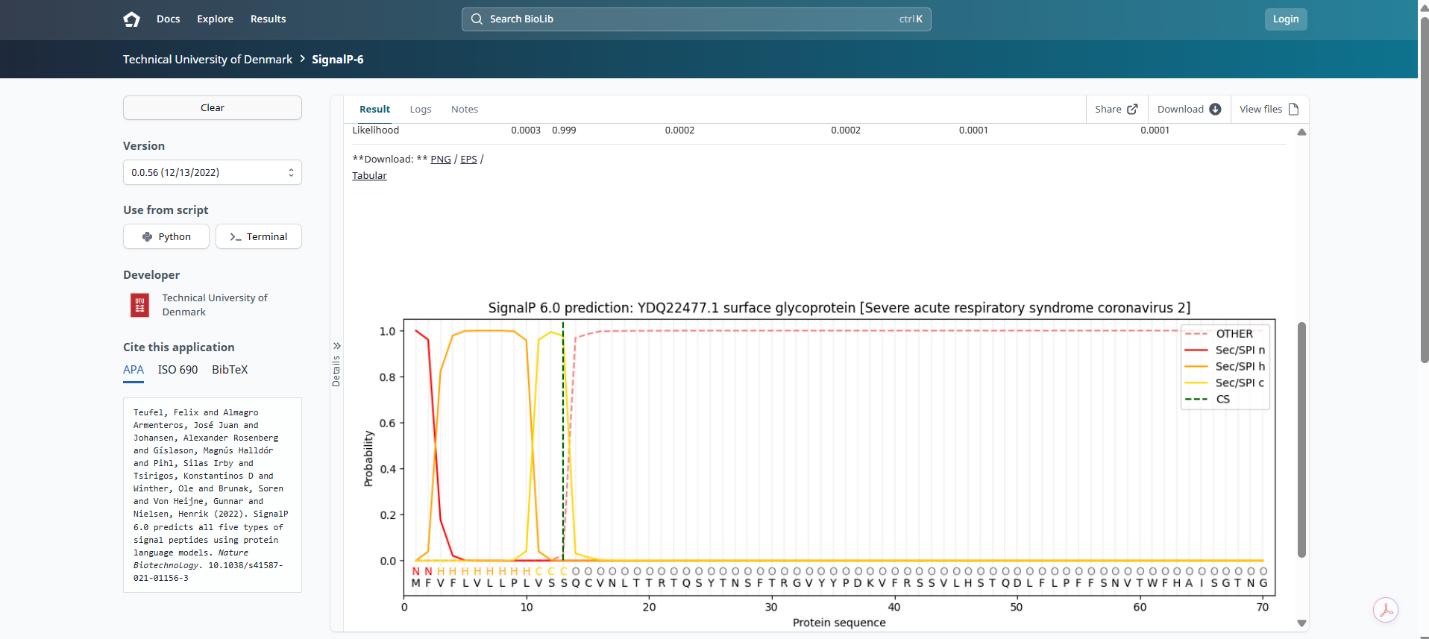 Docs Explore Results Search BioLib ctrl K Login
Technical University of Denmark > SignalP-6
Clear
Version
0.0.56 (12/13/2022)
Use from script
Python >_ Terminal
Developer
DTU
Technical University of
Denmark
Cite this application
APA ISO 690 BibTeX
Teufel, Felix and Almagro
Armenteros, José Juan and
Johansen, Alexander Rosenberg
and Gíslason, Magnús Halldór
and Pihl, Silas Irby and
Tsirigos, Konstantinos D and
Winther, Ole and Brunak, Soren
and Von Heijne, Gunnar and
Nielsen, Henrik (2022). SignalP
6.0 predicts all five types of
signal peptides using protein
language models. Nature
Biotechnology. 10.1038/s41587-
021-01156-3
Details
Result Logs Notes Share Download View files
Likelihood 0.0003 0.999 0.0002 0.0002 0.0001 0.0001
**Download: ** PNG / EPS /
Tabular
SignalP 6.0 prediction: YDQ22477.1 surface glycoprotein [Severe acute respiratory syndrome coronavirus 2]
OTHER
Sec/SPI n
Sec/SPI h
Sec/SPI c
CS
Probability
1.0
0.8
0.6
0.4
0.2
0.0
N N H H H H H H H H C C C O O O O O O O O O O O O O O O O O O O O O O O O O O O O O O O O O O O O O O O O O O O O O O O O O O O O O O O O O
M F V F L V L L P L V S S Q C V N L T T R T Q S Y T N S F T R G V Y Y P D K V F R S S V L H S T Q D L F L P F F S N V T W F H A I S G T N G
0 10 20 30 40 50 60 70
Protein sequence